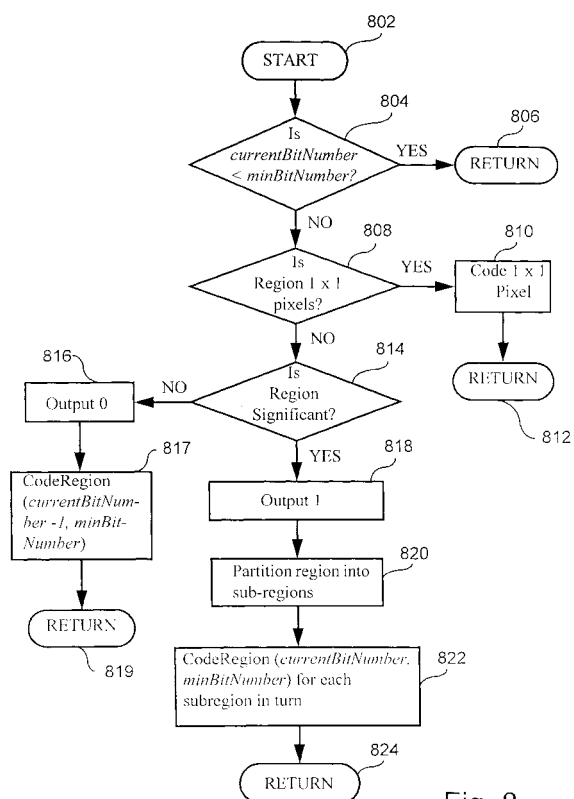 802
START
804
Is
currentBitNumber
< minBitNumber?
YES
806
RETURN
NO
808
Is
Region 1 x 1
pixels?
YES
810
Code 1 x 1
Pixel
NO
RETURN
812
814
Is
Region
Significant?
NO
816
Output 0
YES
817
CodeRegion
(currentBitNum-
ber -1, minBit-
Number)
818
Output 1
820
Partition region into
sub-regions
RETURN
819
822
CodeRegion (currentBitNumber,
minBitNumber) for each
subregion in turn
824
RETURN